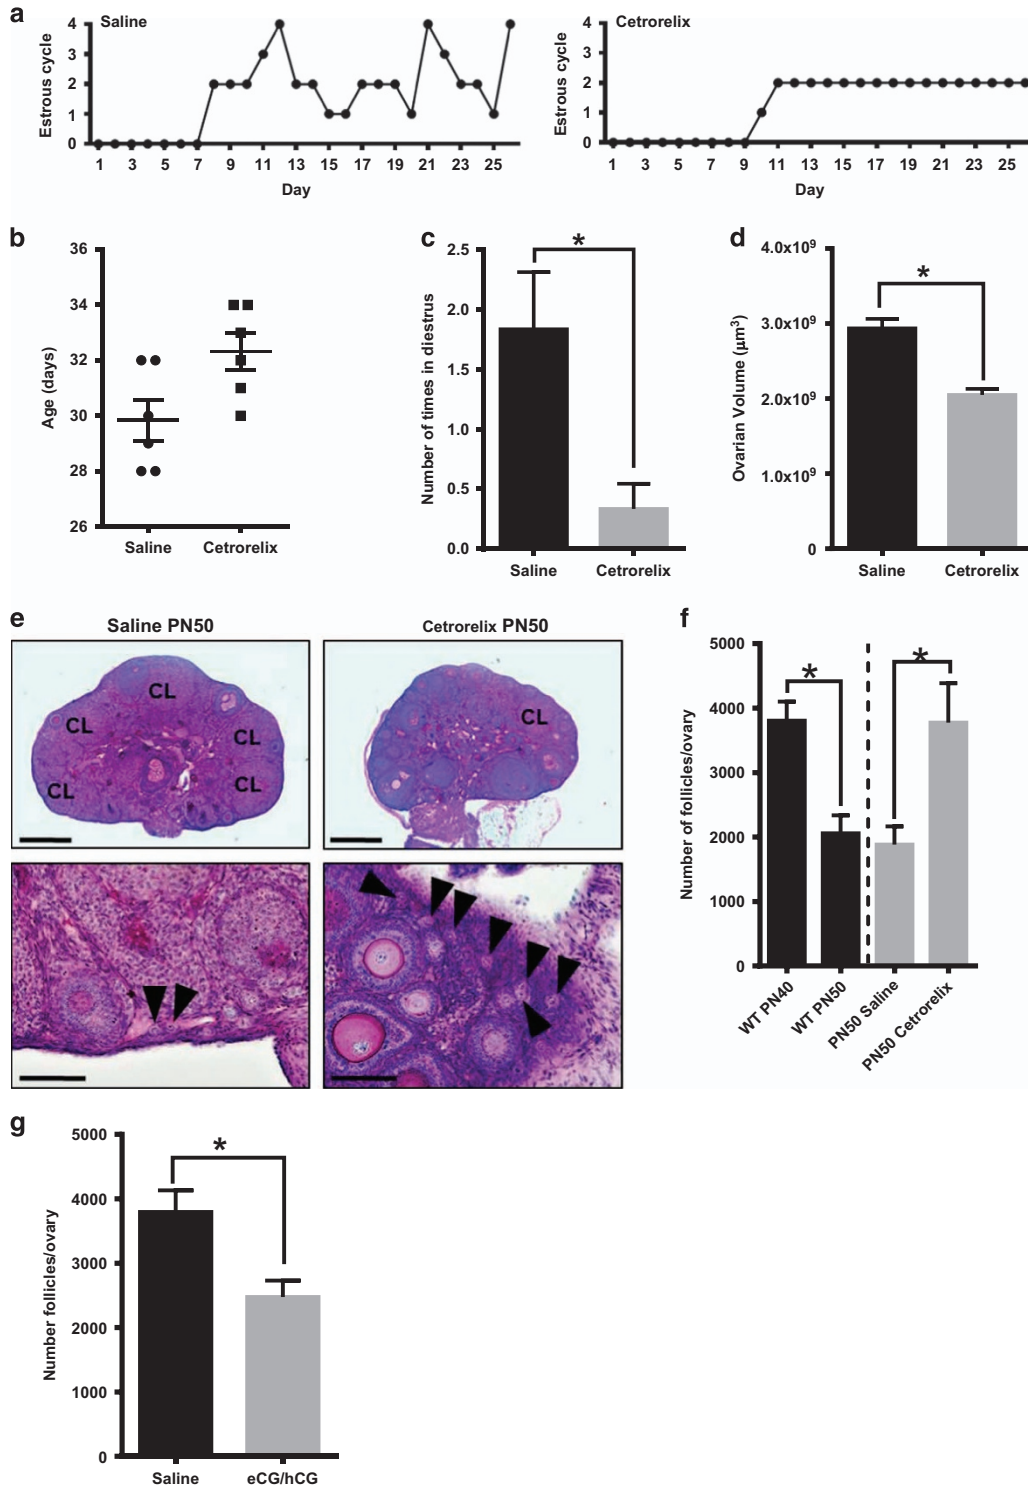 a
Saline
Estrous cycle
4
3
2
1
0
1 3 5 7 9 11 13 15 17 19 21 23 25
Day
Cetrorelix
Estrous cycle
4
3
2
1
0
1 3 5 7 9 11 13 15 17 19 21 23 25
Day
b
Age (days)
36
34
32
30
28
26
Saline Cetrorelix
c
Number of times in diestrus
2.5
2.0
1.5
1.0
0.5
0.0
*
Saline Cetrorelix
d
Ovarian Volume (µm³)
4.0x10⁹
3.0x10⁹
2.0x10⁹
1.0x10⁹
0
*
Saline Cetrorelix
e
Saline PN50
Cetrorelix PN50
CL
CL
CL
CL
CL
CL
f
Number of follicles/ovary
5000
4000
3000
2000
1000
0
*
*
WT PN40
WT PN50
PN50 Saline
PN50 Cetrorelix
g
Number follicles/ovary
5000
4000
3000
2000
1000
0
*
Saline eCG/hCG